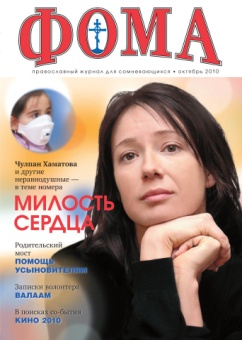 ФОМА
православный журнал для сомневающихся • октябрь 2010
Чулпан Хаматова
и другие
неравнодушные —
в теме номера
МИЛОСТЬ
СЕРДЦА
Родительский
мост
ПОМОЩЬ
УСЫНОВИТЕЛЯМ
Записки волонтера
ВАЛААМ
В поисках со-бытия
КИНО 2010